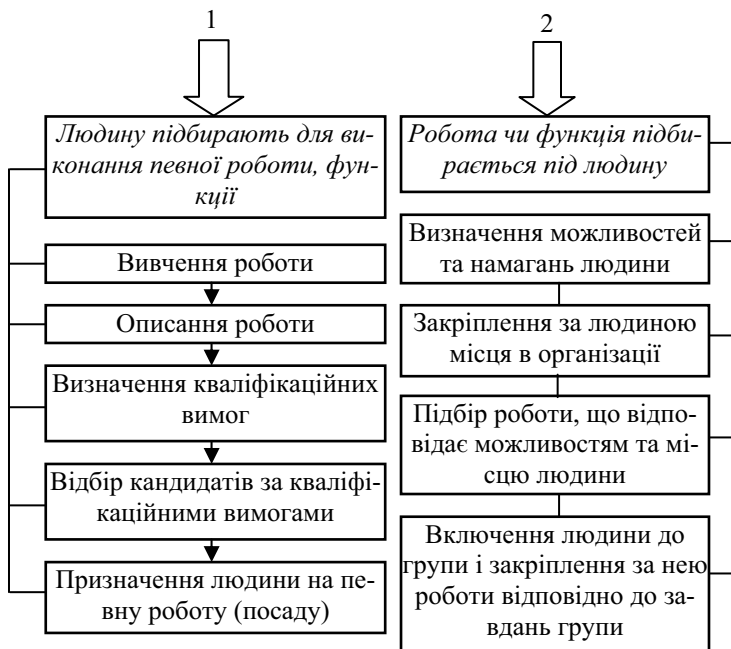 1
Людину підбирають для ви-
конання певної роботи, фун-
кції
Вивчення роботи
Описання роботи
Визначення кваліфікаційних
вимог
Відбір кандидатів за кваліфі-
каційними вимогами
Призначення людини на пе-
вну роботу (посаду)
2
Робота чи функція підби-
рається під людину
Визначення можливостей
та намагань людини
Закріплення за людиною
місця в організації
Підбір роботи, що відпо-
відає можливостям та мі-
сцю людини
Включення людини до
групи і закріплення за нею
роботи відповідно до за-
вдань групи